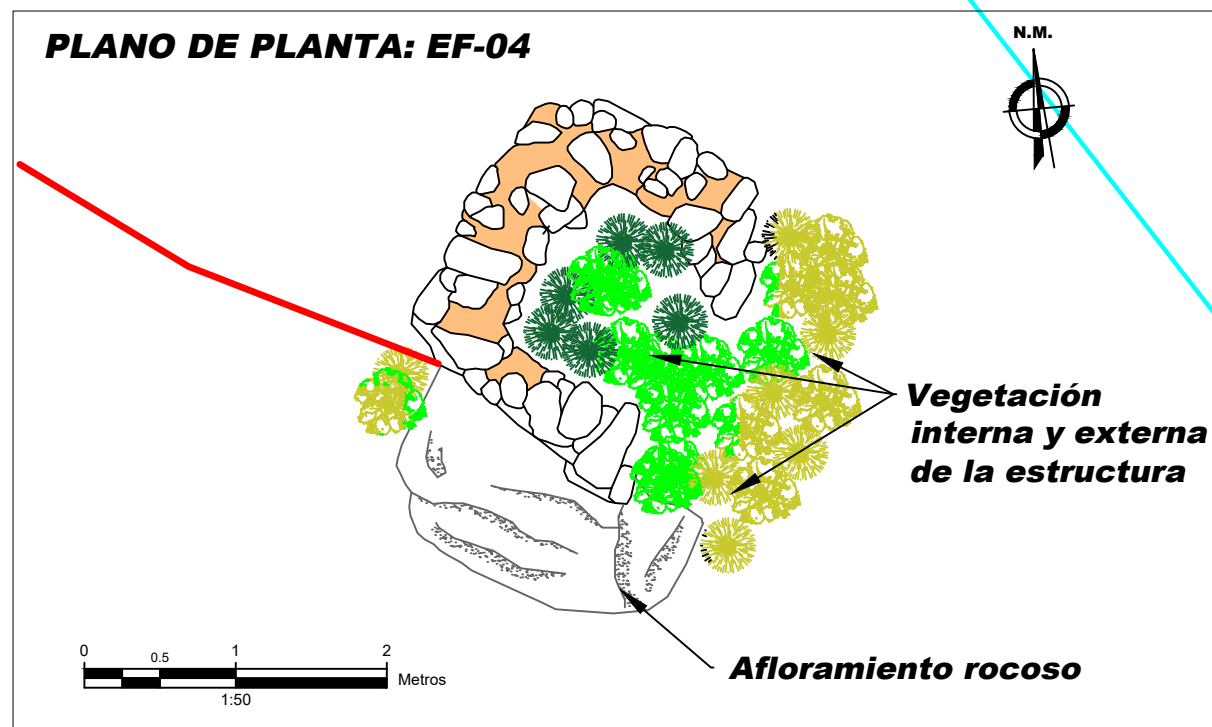 PLANO DE PLANTA: EF-04
N.M.
Vegetación
interna y externa
de la estructura
Afloramiento rocoso
0 0.5 1 2
Metros
1:50